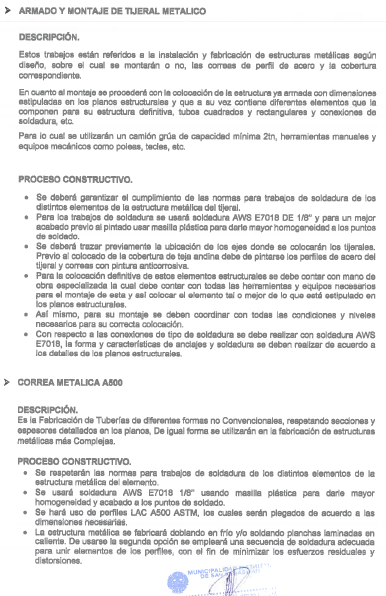 ➤ ARMADO Y MONTAJE DE TIJERAL METALICO
DESCRIPCIÓN.
Estos trabajos están referidos a la instalación y fabricación de estructuras metálicas según
diseño, sobre el cual se montarán o no, las correas de perfil de acero y la cobertura
correspondiente.
En cuanto al montaje se procederá con la colocación de la estructura ya armada con dimensiones
estipuladas en los planos estructurales y que a su vez contiene diferentes elementos que la
componen para su estructura definitiva, tubos cuadrados y rectangulares y conexiones de
soldadura, etc.
Para lo cual se utilizarán un camión grúa de capacidad mínima 2tn, herramientas manuales y
equipos mecánicos como poleas, tecles, etc.
PROCESO CONSTRUCTIVO.
• Se deberá garantizar el cumplimiento de las normas para trabajos de soldadura de los
distintos elementos de la estructura metálica del tijeral.
• Para los trabajos de soldadura se usará soldadura AWS E7018 DE 1/8" y para un mejor
acabado previo al pintado usar masilla plástica para darle mayor homogeneidad a los puntos
de soldado.
• Se deberá trazar previamente la ubicación de los ejes donde se colocarán los tijerales.
Previo al colocado de la cobertura de teja andina debe de pintarse los perfiles de acero del
tijeral y correas con pintura anticorrosiva.
• Para la colocación definitiva de estos elementos estructurales se debe contar con mano de
obra especializada la cual debe contar con todas las herramientas y equipos necesarios
para el montaje de esta y así colocar el elemento tal o mejor de lo que está estipulado en
los planos estructurales.
• Así mismo, para su montaje se deben coordinar con todas las condiciones y niveles
necesarios para su correcta colocación.
• Con respecto a las conexiones de tipo de soldadura se debe realizar con soldadura AWS
E7018, la forma y características de anclajes y soldadura se deben realizar de acuerdo a
los detalles de los planos estructurales.
➤ CORREA METALICA A500
DESCRIPCIÓN.
Es la Fabricación de Tuberías de diferentes formas no Convencionales, respetando secciones y
espesores detallados en los planos, De igual forma se utilizarán en la fabricación de estructuras
metálicas más Complejas.
PROCESO CONSTRUCTIVO.
• Se respetarán las normas para trabajos de soldadura de los distintos elementos de la
estructura metálica del elemento.
• Se usará soldadura AWS E7018 1/8" usando masilla plástica para darle mayor
homogeneidad y acabado a los puntos de soldado.
• Se hará uso de perfiles LAC A500 ASTM, los cuales serán plegados de acuerdo a las
dimensiones necesarias.
• La estructura metálica se fabricará doblando en frío y/o soldando planchas laminadas en
caliente. De usarse la segunda opción se empleará una secuencia de soldadura adecuada
para unir elementos de los perfiles, con el fin de minimizar los esfuerzos residuales y
distorsiones.
MUNICIPALIDAD